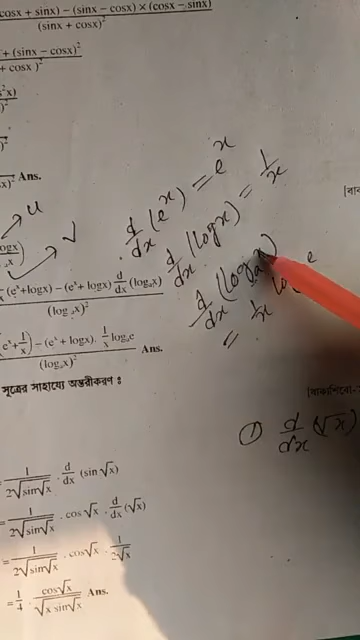 cosx + sinx) − (sinx − cosx) × (cosx − sinx)
(sinx + cosx)²
+ (sinx − cosx)²
+ cosx )²
Ans.
u
v
d/dx (eˣ) = eˣ
d/dx (logx) = 1/x
d/dx (logₐx)
= 1/x log e
(eˣ+logx) − (eˣ + logx) d/dx (logₐx)
(logₐx)²
(eˣ + 1/x) − (eˣ + logx). 1/x logₐe
(logₐx)²
Ans.
সূত্রের সাহায্যে অন্তরীকরণ ঃ
① d/dx (√x)
= 1/2√sin√x . d/dx (sin √x)
= 1/2√sin√x . cos √x . d/dx (√x)
= 1/2√sin√x . cos√x . 1/2√x
= 1/4 . cos√x/√x sin√x Ans.